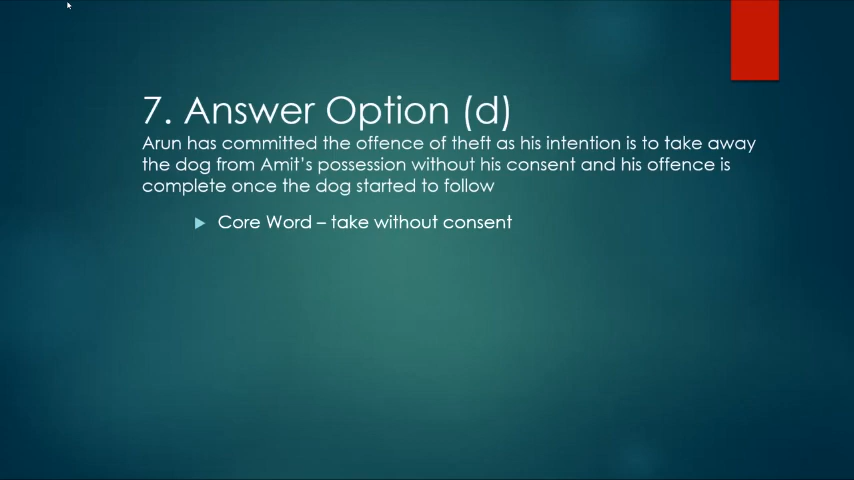 7. Answer Option (d)
Arun has committed the offence of theft as his intention is to take away
the dog from Amit's possession without his consent and his offence is
complete once the dog started to follow
Core Word – take without consent